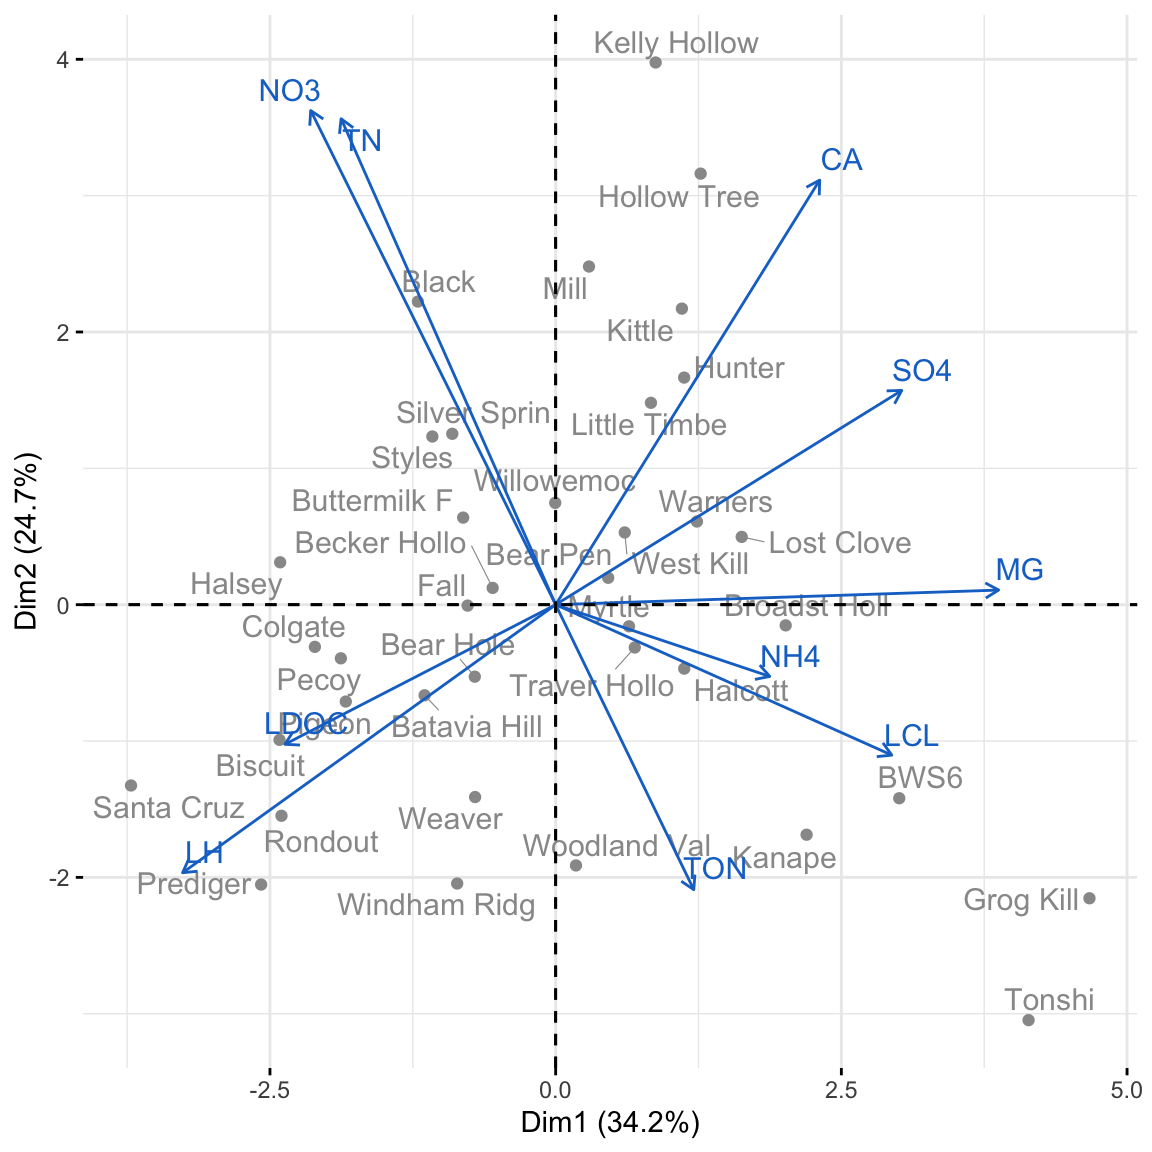 Kelly Hollow
4
NO3
TN
CA
Hollow Tree
Black
Mill
2
Kittle
Hunter
SO4
Silver Sprin
Little Timbe
Styles
Willowemoc
Buttermilk F
Warners
Becker Hollo
Bear Pen
West Kill
Lost Clove
Halsey
Fall
MG
0
Myrtle
Broadst Holl
Colgate
Bear Hole
NH4
Pecoy
Traver Hollo
Halcott
LDOC
Pigeon
Batavia Hill
LCL
Biscuit
BWS6
Santa Cruz
Weaver
Rondout
Woodland Val
Kanape
LH
TON
-2
Prediger
Windham Ridg
Grog Kill
Tonshi
-2.5
0.0
2.5
5.0
Dim1 (34.2%)
Dim2 (24.7%)